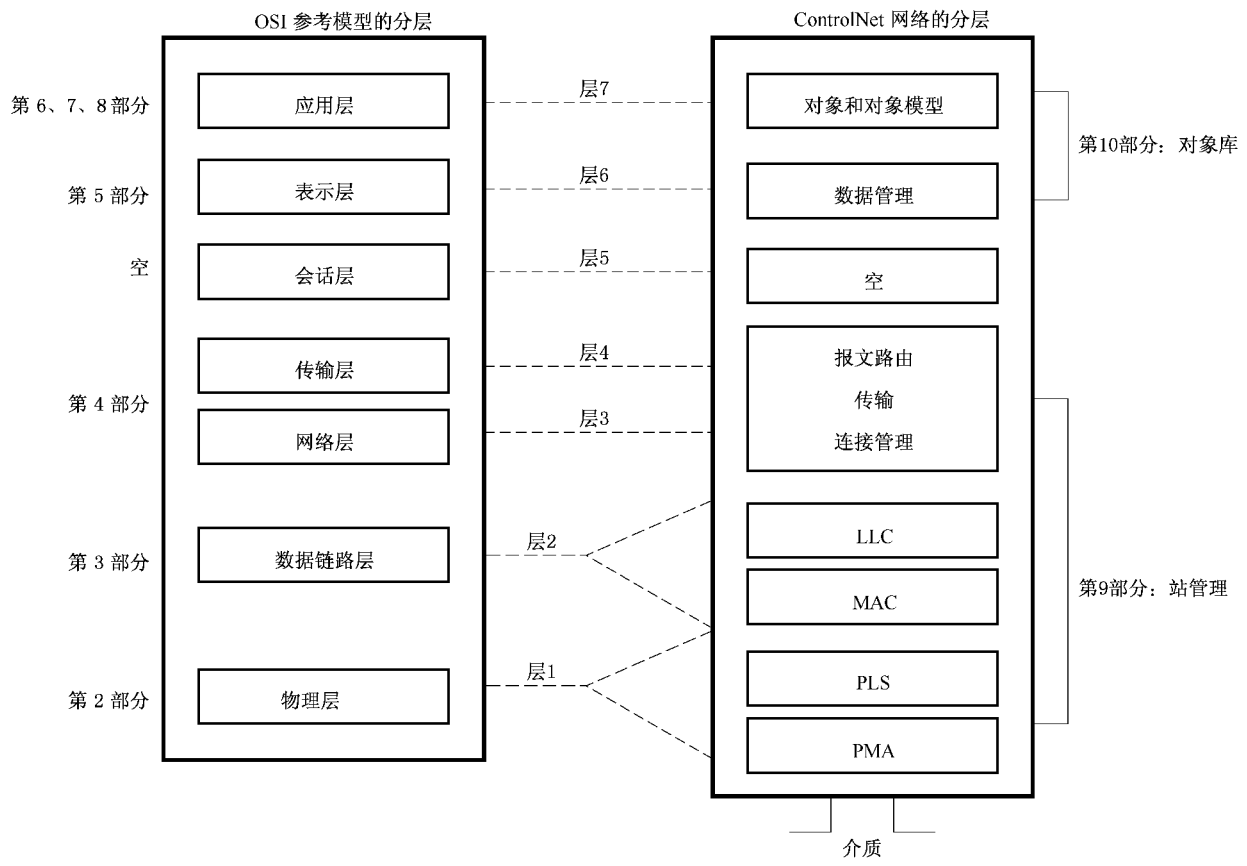 OSI 参考模型的分层
ControlNet 网络的分层
第 6、7、8 部分
应用层
层7
对象和对象模型
第10部分：对象库
第 5 部分
表示层
层6
数据管理
空
会话层
层5
空
第 4 部分
传输层
层4
网络层
层3
报文路由
传输
连接管理
第 3 部分
数据链路层
层2
LLC
MAC
第9部分：站管理
第 2 部分
物理层
层1
PLS
PMA
介质